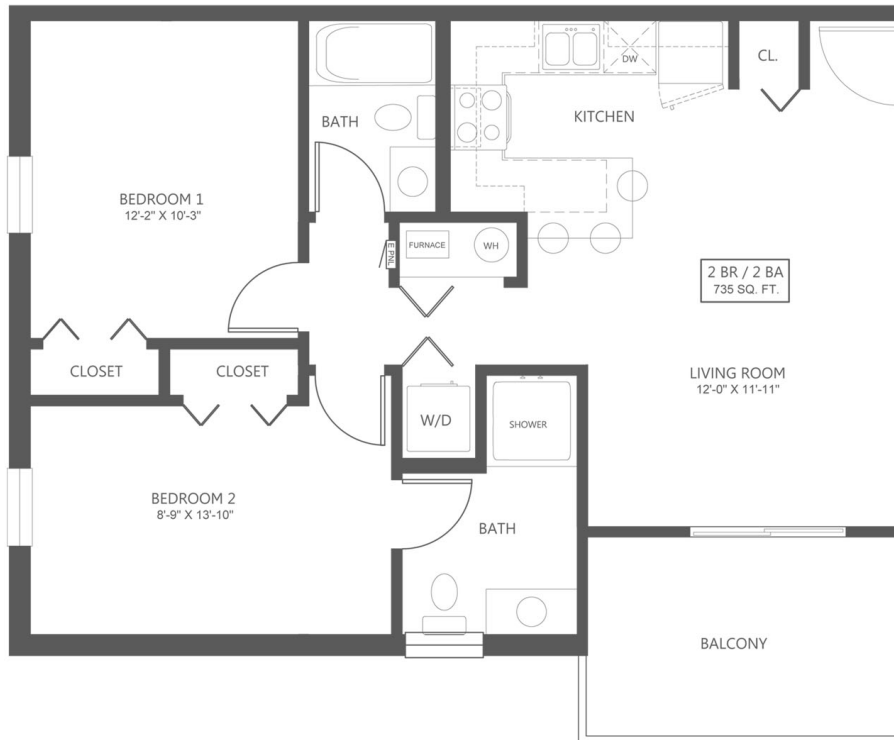 CL.
DW
KITCHEN
BATH
BEDROOM 1
12'-2" X 10'-3"
E PNL
FURNACE
WH
2 BR / 2 BA
735 SQ. FT.
CLOSET
CLOSET
LIVING ROOM
12'-0" X 11'-11"
W/D
SHOWER
BEDROOM 2
8'-9" X 13'-10"
BATH
BALCONY